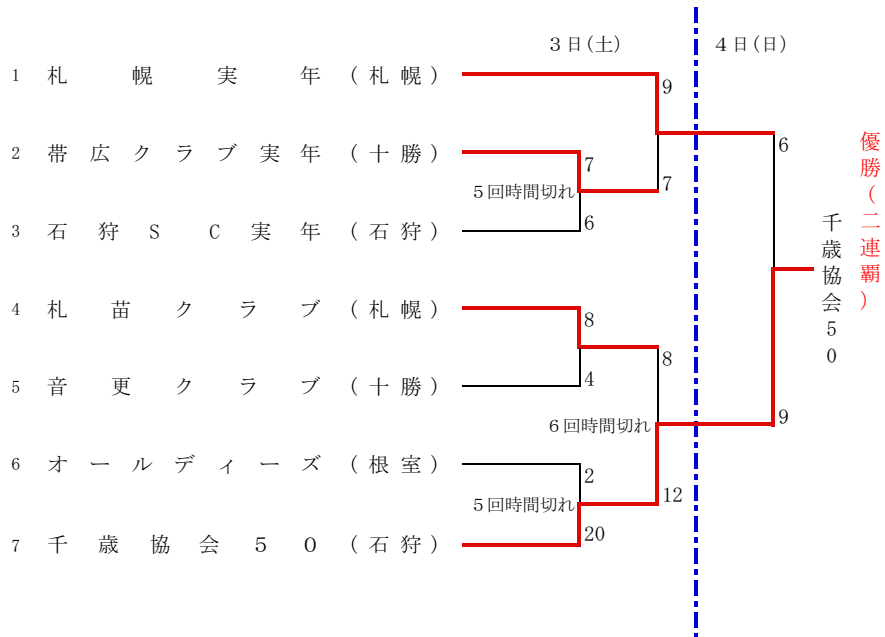 ３日(土)
４日(日)
1 札幌実年(札幌)
9
2 帯広クラブ実年(十勝)
7
５回時間切れ
7
3 石狩ＳＣ実年(石狩)
6
6
優勝(二連覇)
千歳協会５０
4 札苗クラブ(札幌)
8
8
5 音更クラブ(十勝)
4
６回時間切れ
9
6 オールディーズ(根室)
2
５回時間切れ
12
7 千歳協会５０(石狩)
20